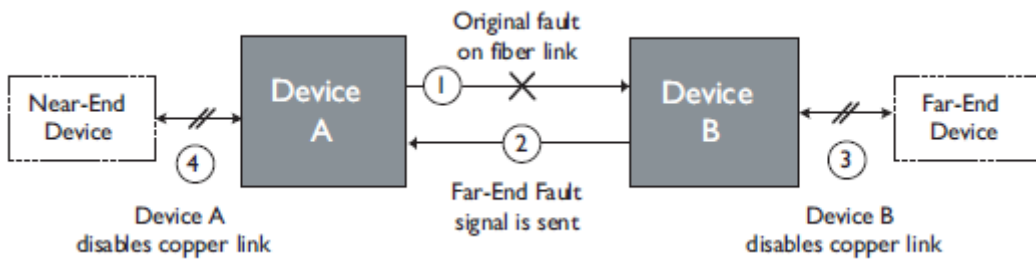 Original fault
on fiber link
Near-End
Device
Device
A
1
Device
B
Far-End
Device
4
2
3
Device A
disables copper link
Far-End Fault
signal is sent
Device B
disables copper link